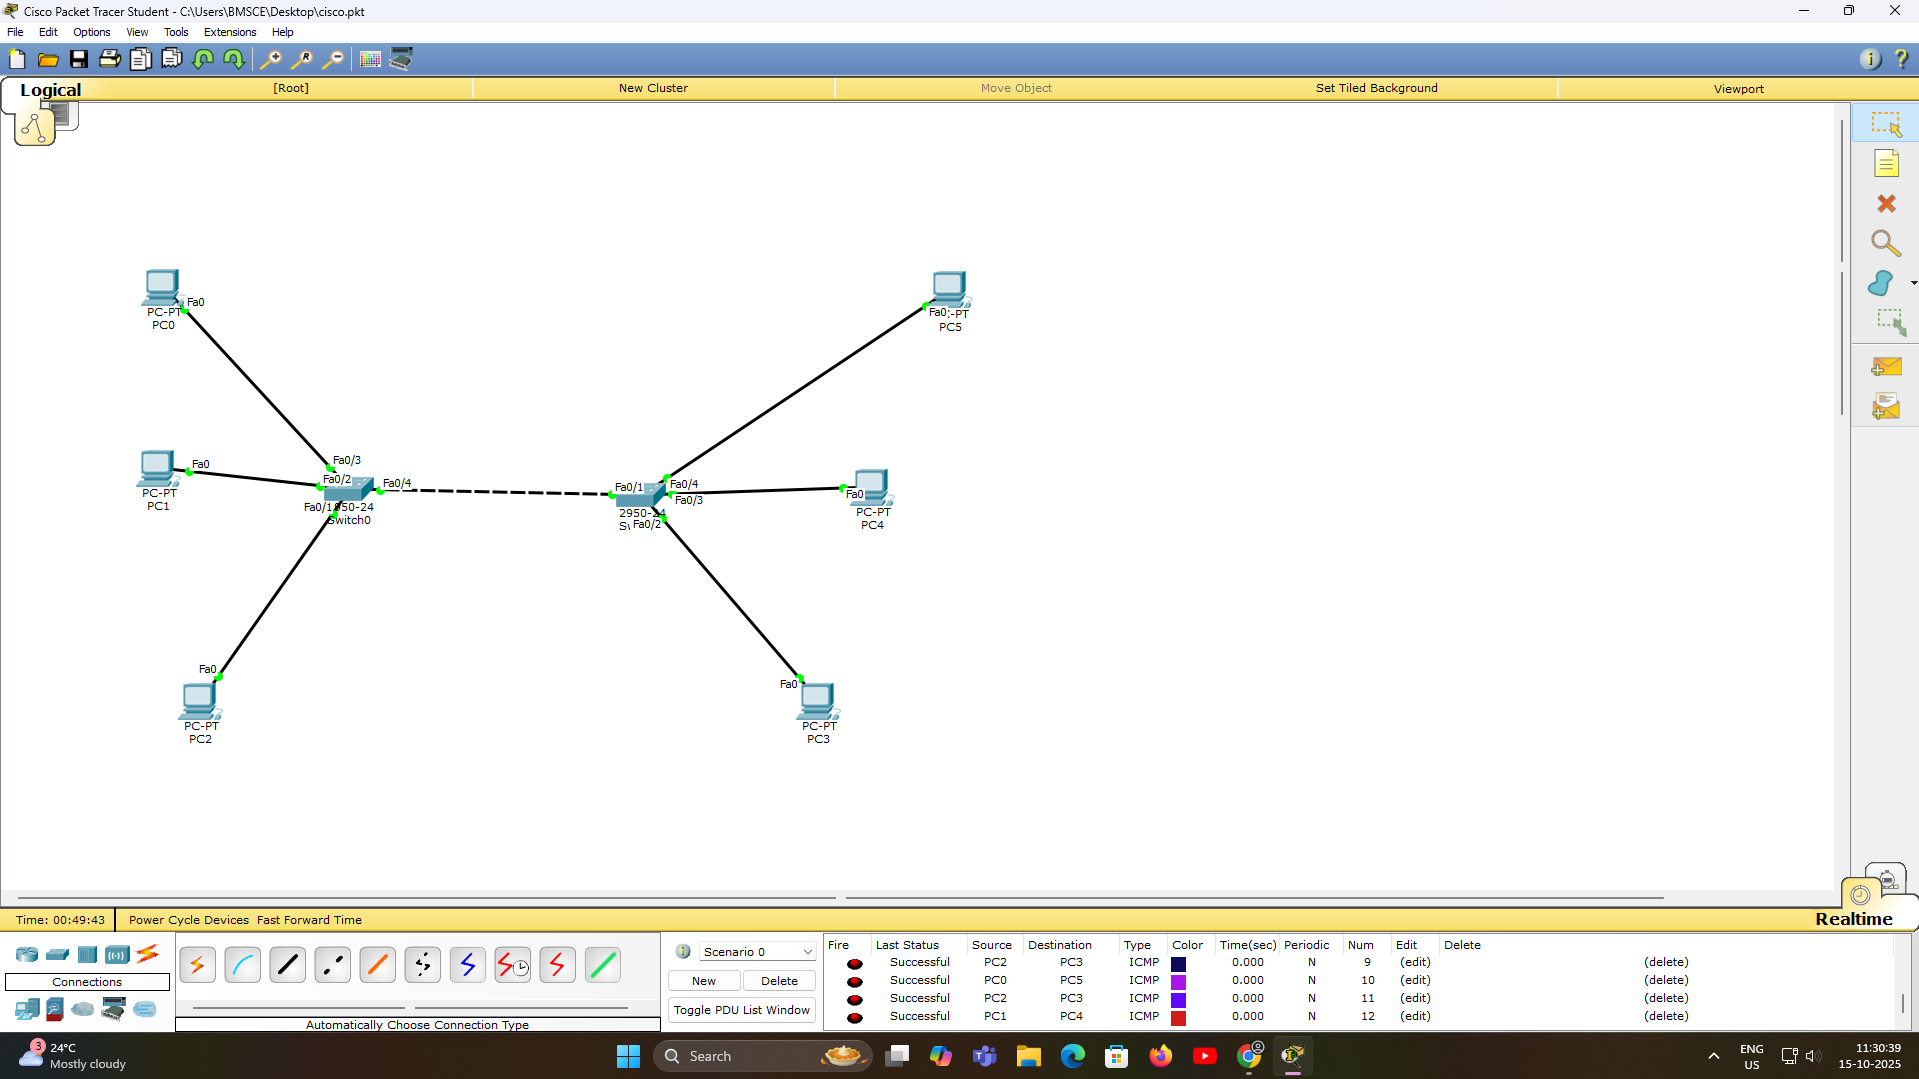 Cisco Packet Tracer Student - C:\Users\BMSCE\Desktop\cisco.pkt
File Edit Options View Tools Extensions Help
Logical [Root] New Cluster Move Object Set Tiled Background Viewport
Fa0
PC-PT
PC0
Fa0
:-PT
PC5
Fa0
PC-PT
PC1
Fa0/3
Fa0/2
Fa0/4
Fa0/1
950-24
Switch0
Fa0/1
Fa0/4
Fa0/3
2950-24
Fa0/2
Fa0
PC-PT
PC4
Fa0
PC-PT
PC2
Fa0
PC-PT
PC3
Time: 00:49:43 Power Cycle Devices Fast Forward Time
Realtime
Connections
Automatically Choose Connection Type
Scenario 0
New Delete
Toggle PDU List Window
Fire Last Status Source Destination Type Color Time(sec) Periodic Num Edit Delete
Successful PC2 PC3 ICMP 0.000 N 9 (edit) (delete)
Successful PC0 PC5 ICMP 0.000 N 10 (edit) (delete)
Successful PC2 PC3 ICMP 0.000 N 11 (edit) (delete)
Successful PC1 PC4 ICMP 0.000 N 12 (edit) (delete)
3
24°C
Mostly cloudy
Search
ENG
US
11:30:39
15-10-2025